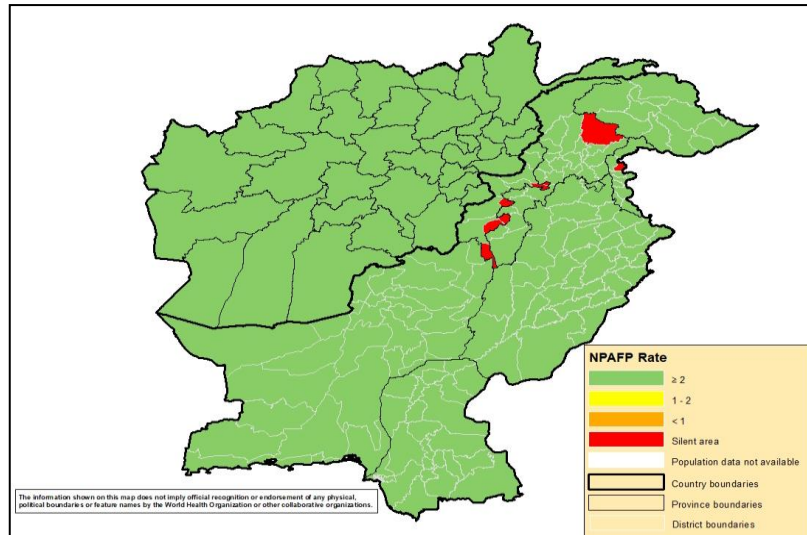 NPAFP Rate
≥ 2
1 - 2
< 1
Silent area
Population data not available
Country boundaries
Province boundaries
District boundaries
The information shown on this map does not imply official recognition or endorsement of any physical,
political boundaries or feature names by the World Health Organization or other collaborative organizations.